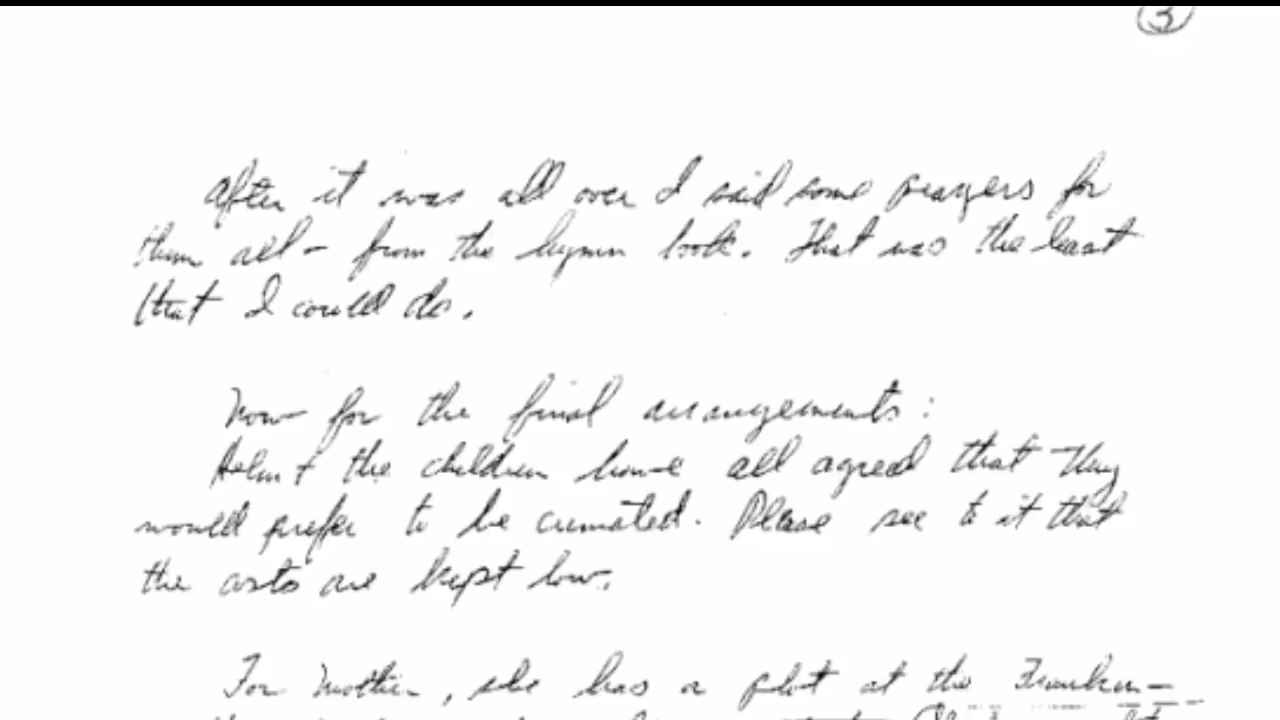 3
After it was all over I said some prayers for
them all - from the hymn book. That was the least
that I could do.
Now for the final arrangements:
Helen & the children have all agreed that they
would prefer to be cremated. Please see to it that
the costs are kept low.
For Mother, she has a plot at the Franken-